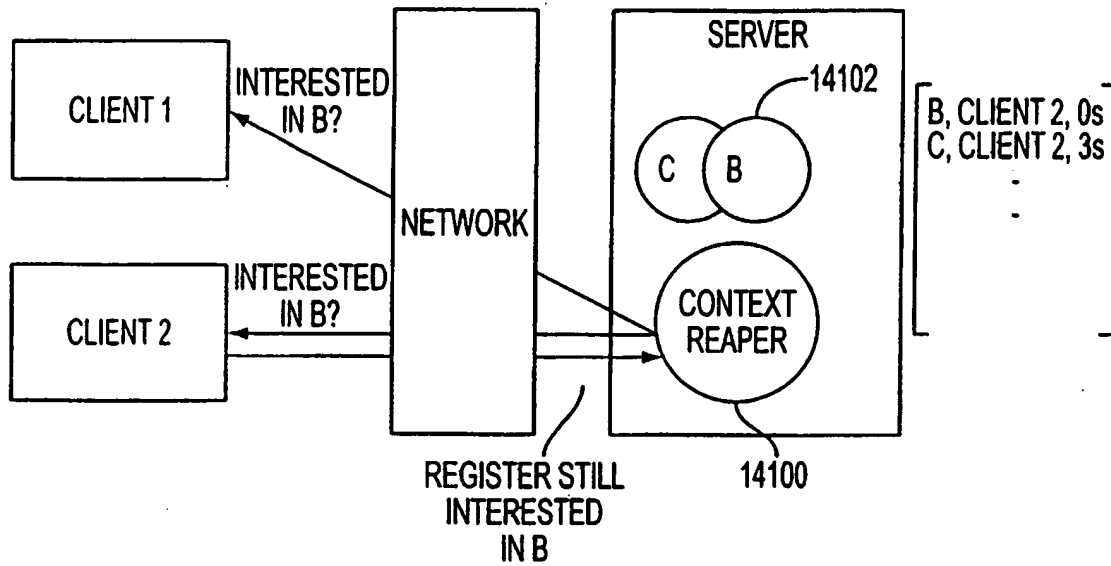 CLIENT 1
INTERESTED
IN B?
CLIENT 2
INTERESTED
IN B?
NETWORK
REGISTER STILL
INTERESTED
IN B
SERVER
14102
C
B
CONTEXT
REAPER
14100
B, CLIENT 2, 0s
C, CLIENT 2, 3s